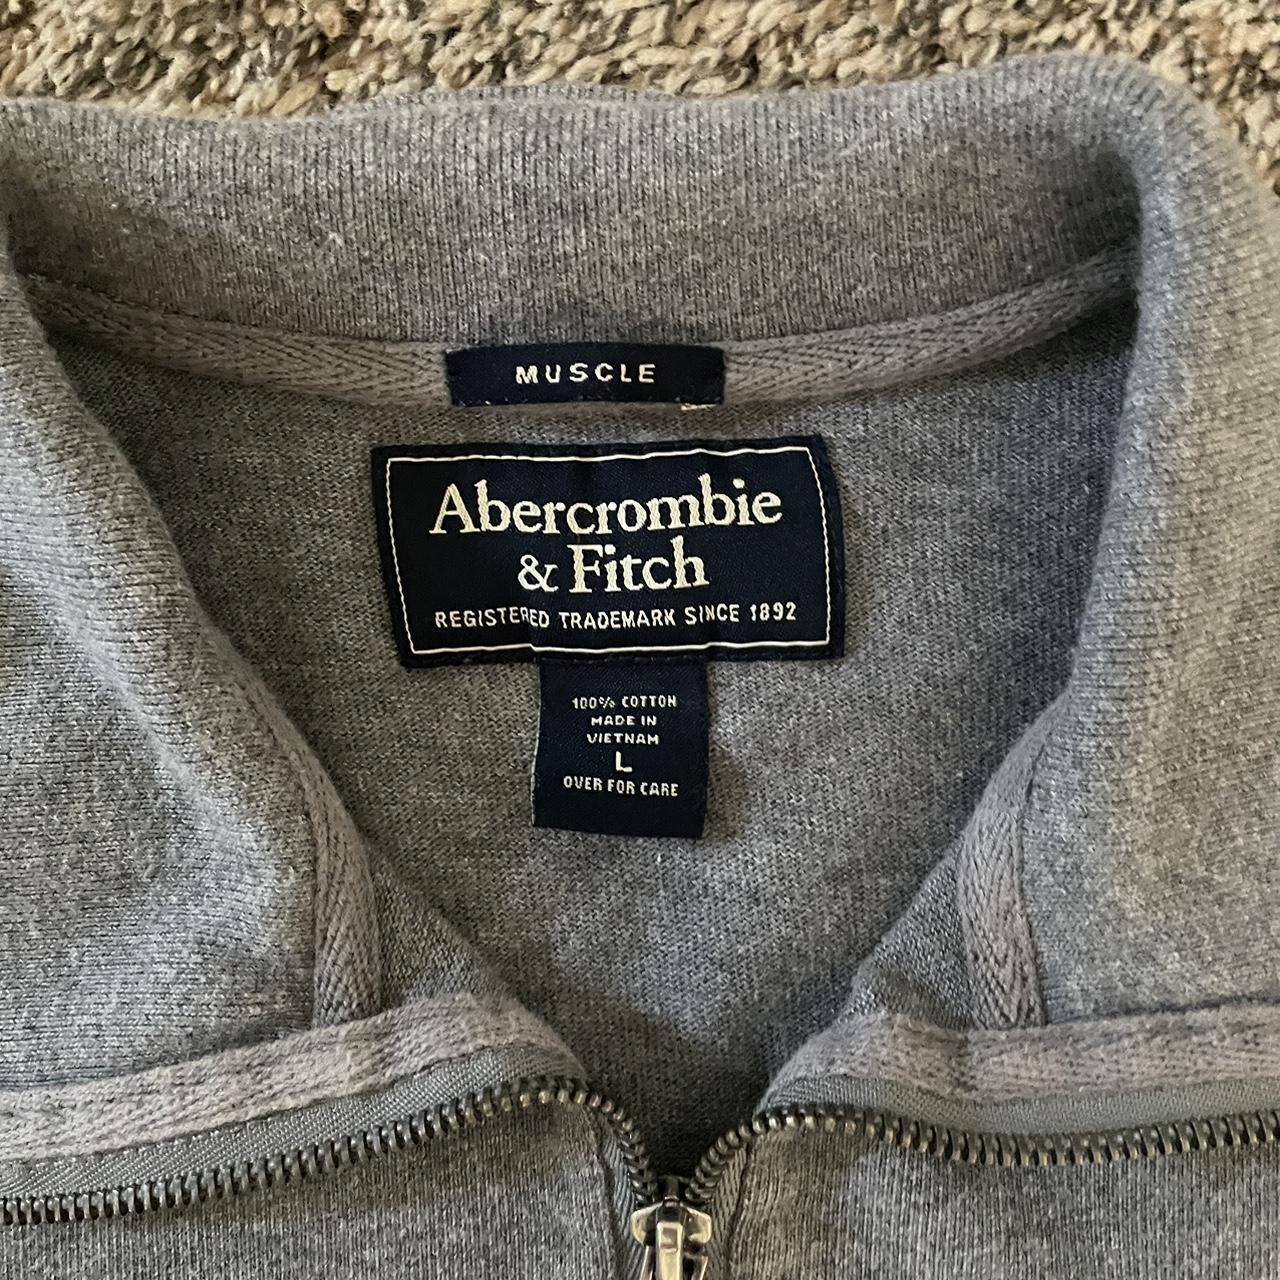 MUSCLE
Abercrombie
& Fitch
REGISTERED TRADEMARK SINCE 1892
100% COTTON
MADE IN
VIETNAM
L
OVER FOR CARE